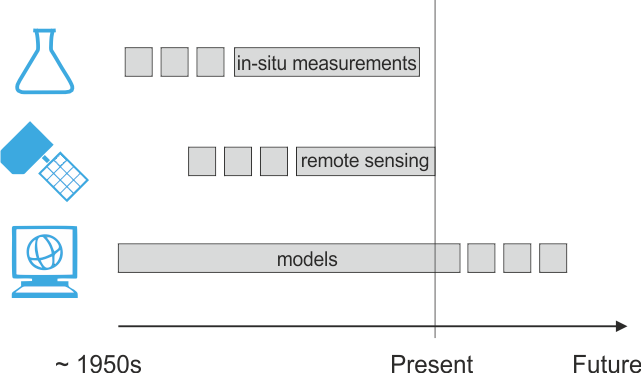 in-situ measurements
remote sensing
models
~ 1950s Present Future